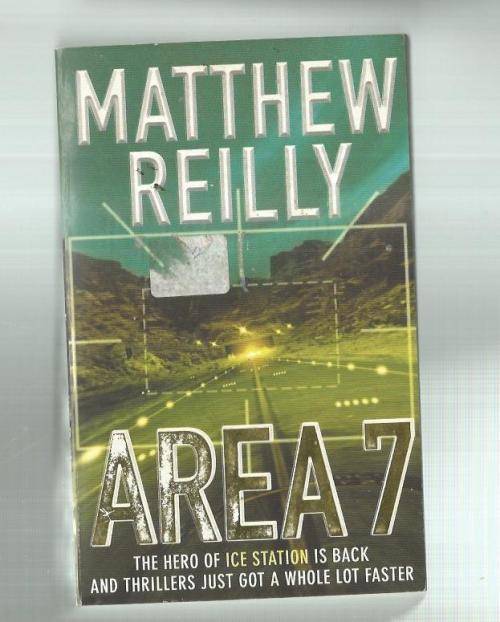 MATTHEW
REILLY
AREA 7
THE HERO OF ICE STATION IS BACK
AND THRILLERS JUST GOT A WHOLE LOT FASTER